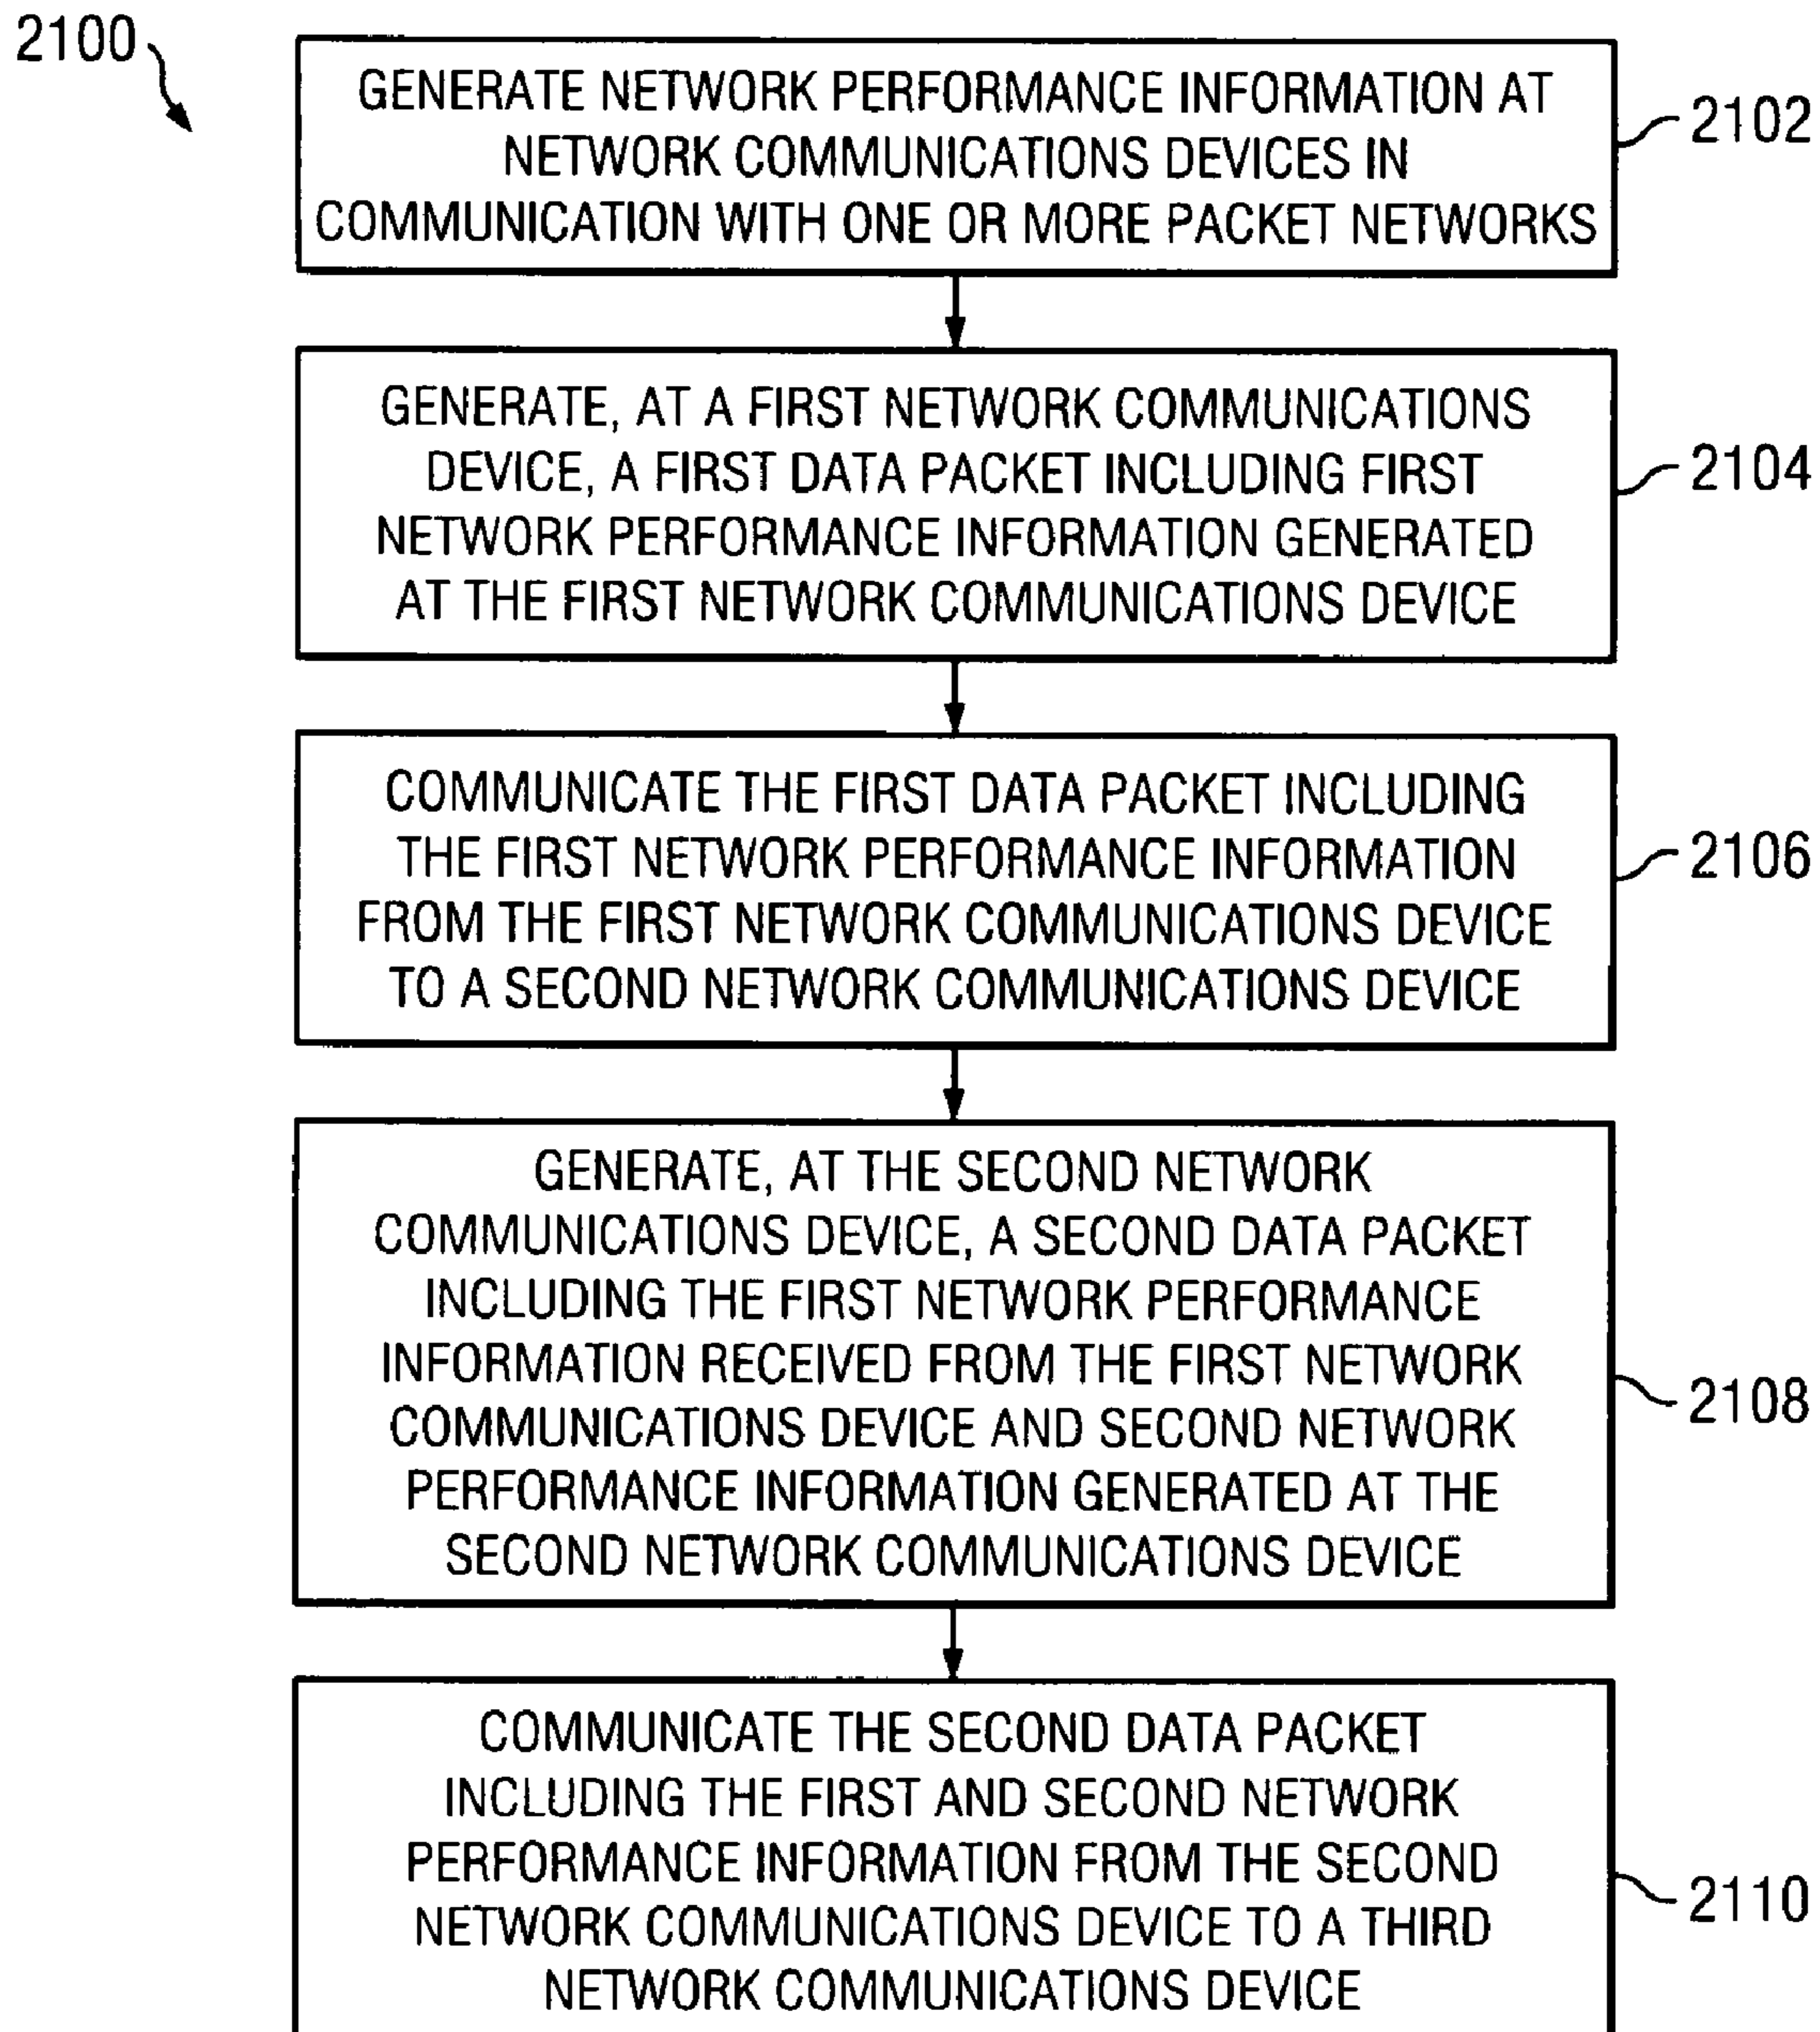 2100
GENERATE NETWORK PERFORMANCE INFORMATION AT
NETWORK COMMUNICATIONS DEVICES IN
COMMUNICATION WITH ONE OR MORE PACKET NETWORKS
2102
GENERATE, AT A FIRST NETWORK COMMUNICATIONS
DEVICE, A FIRST DATA PACKET INCLUDING FIRST
NETWORK PERFORMANCE INFORMATION GENERATED
AT THE FIRST NETWORK COMMUNICATIONS DEVICE
2104
COMMUNICATE THE FIRST DATA PACKET INCLUDING
THE FIRST NETWORK PERFORMANCE INFORMATION
FROM THE FIRST NETWORK COMMUNICATIONS DEVICE
TO A SECOND NETWORK COMMUNICATIONS DEVICE
2106
GENERATE, AT THE SECOND NETWORK
COMMUNICATIONS DEVICE, A SECOND DATA PACKET
INCLUDING THE FIRST NETWORK PERFORMANCE
INFORMATION RECEIVED FROM THE FIRST NETWORK
COMMUNICATIONS DEVICE AND SECOND NETWORK
PERFORMANCE INFORMATION GENERATED AT THE
SECOND NETWORK COMMUNICATIONS DEVICE
2108
COMMUNICATE THE SECOND DATA PACKET
INCLUDING THE FIRST AND SECOND NETWORK
PERFORMANCE INFORMATION FROM THE SECOND
NETWORK COMMUNICATIONS DEVICE TO A THIRD
NETWORK COMMUNICATIONS DEVICE
2110